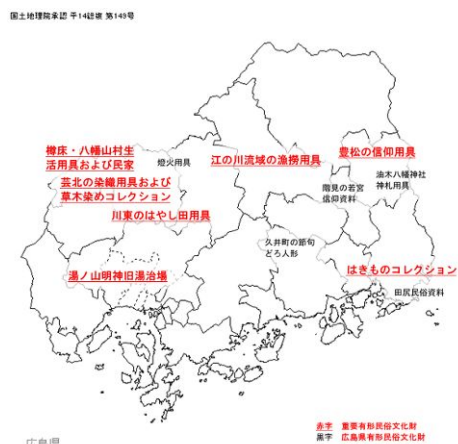 国土地理院承認 平14総複 第149号
樽床・八幡山村生
活用具および民家
燈火用具
江の川流域の漁撈用具
豊松の信仰用具
芸北の染織用具および
草木染めコレクション
階見の若宮
信仰資料
油木八幡神社
神札用具
川東のはやし田用具
久井町の節句
どろ人形
湯ノ山明神旧湯治場
はきものコレクション
田尻民俗資料
赤字 重要有形民俗文化財
黒字 広島県有形民俗文化財
広島県